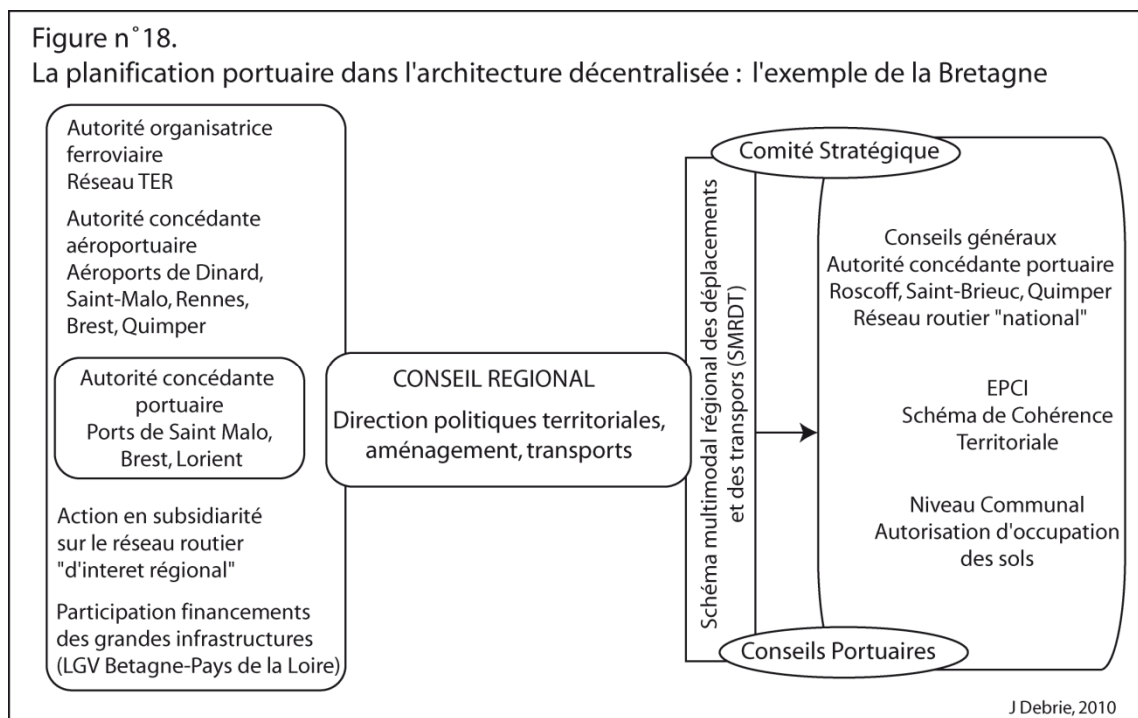 Figure n°18.
La planification portuaire dans l'architecture décentralisée : l'exemple de la Bretagne
Autorité organisatrice
ferroviaire
Réseau TER
Autorité concédante
aéroportuaire
Aéroports de Dinard,
Saint-Malo, Rennes,
Brest, Quimper
Autorité concédante
portuaire
Ports de Saint Malo,
Brest, Lorient
Action en subsidiarité
sur le réseau routier
"d'interet régional"
Participation financements
des grandes infrastructures
(LGV Betagne-Pays de la Loire)
CONSEIL REGIONAL
Direction politiques territoriales,
aménagement, transports
Schéma multimodal régional des déplacements
et des transpors (SMRDT)
Comité Stratégique
Conseils généraux
Autorité concédante portuaire
Roscoff, Saint-Brieuc, Quimper
Réseau routier "national"
EPCI
Schéma de Cohérence
Territoriale
Niveau Communal
Autorisation d'occupation
des sols
Conseils Portuaires
J Debrie, 2010